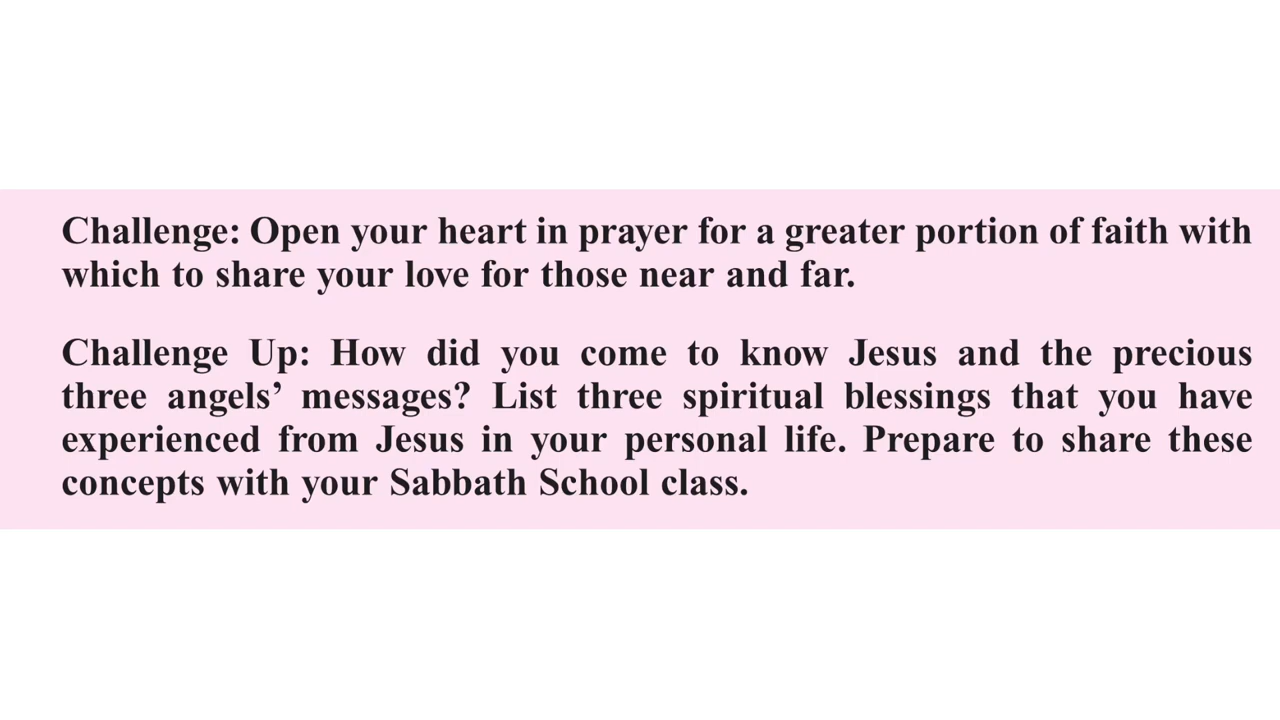 Challenge: Open your heart in prayer for a greater portion of faith with
which to share your love for those near and far.
Challenge Up: How did you come to know Jesus and the precious
three angels’ messages? List three spiritual blessings that you have
experienced from Jesus in your personal life. Prepare to share these
concepts with your Sabbath School class.